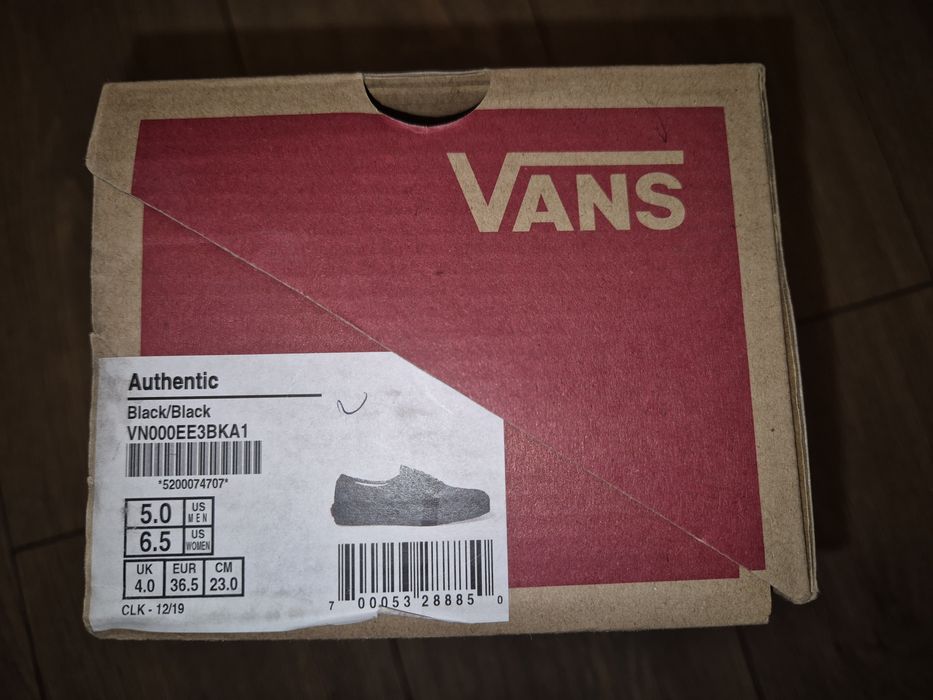 VANS
Authentic
Black/Black
VN000EE3BKA1
*5200074707*
5.0 US MEN
6.5 US WOMEN
UK EUR CM
4.0 36.5 23.0
CLK - 12/19
7 00053 28885 0